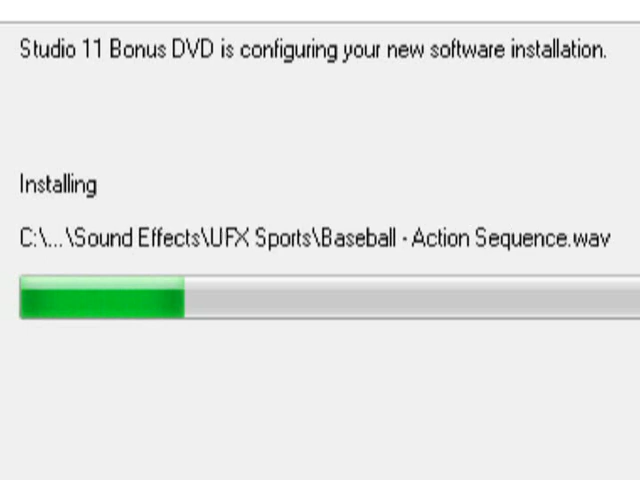 Studio 11 Bonus DVD is configuring your new software installation.
Installing
C:\...\Sound Effects\UFX Sports\Baseball - Action Sequence.wav